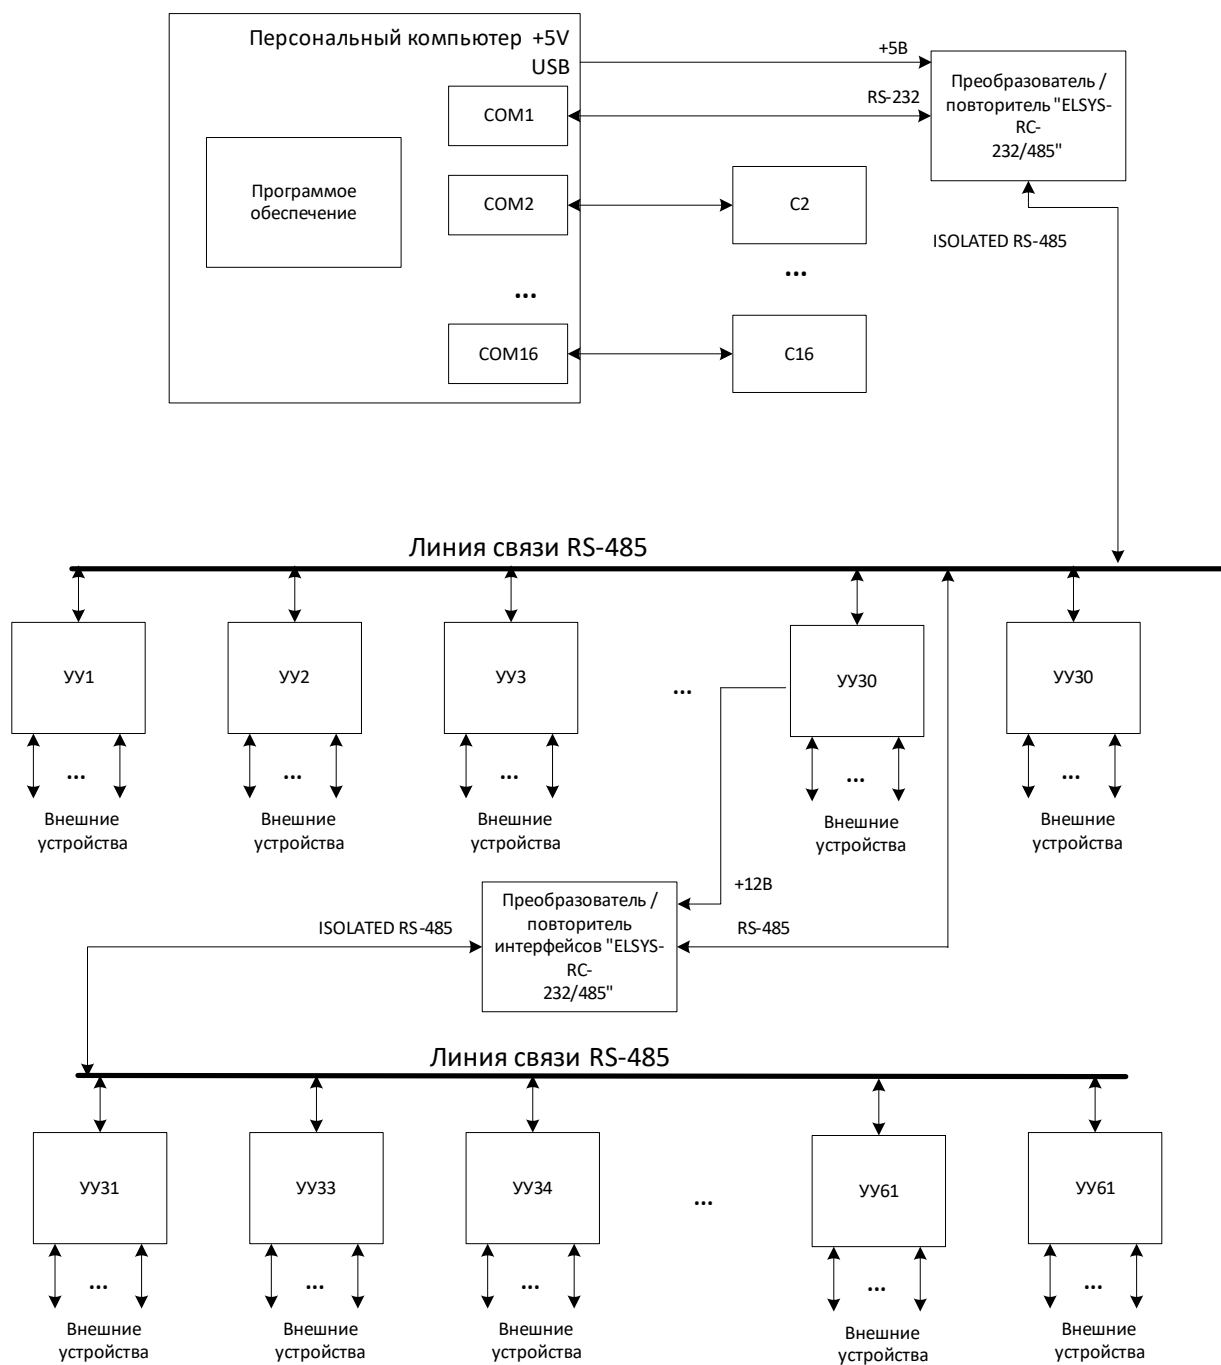 Персональный компьютер +5V
USB
+5В
Преобразователь /
повторитель "ELSYS-
RC-
232/485"
COM1
RS-232
Программое
обеспечение
COM2
C2
ISOLATED RS-485
...
...
COM16
C16
Линия связи RS-485
УУ1
УУ2
УУ3
...
УУ30
УУ30
...
...
...
...
...
Внешние
устройства
Внешние
устройства
Внешние
устройства
Внешние
устройства
Внешние
устройства
+12В
Преобразователь /
повторитель
интерфейсов "ELSYS-
RC-
232/485"
ISOLATED RS-485
RS-485
Линия связи RS-485
УУ31
УУ33
УУ34
...
УУ61
УУ61
...
...
...
...
...
Внешние
устройства
Внешние
устройства
Внешние
устройства
Внешние
устройства
Внешние
устройства